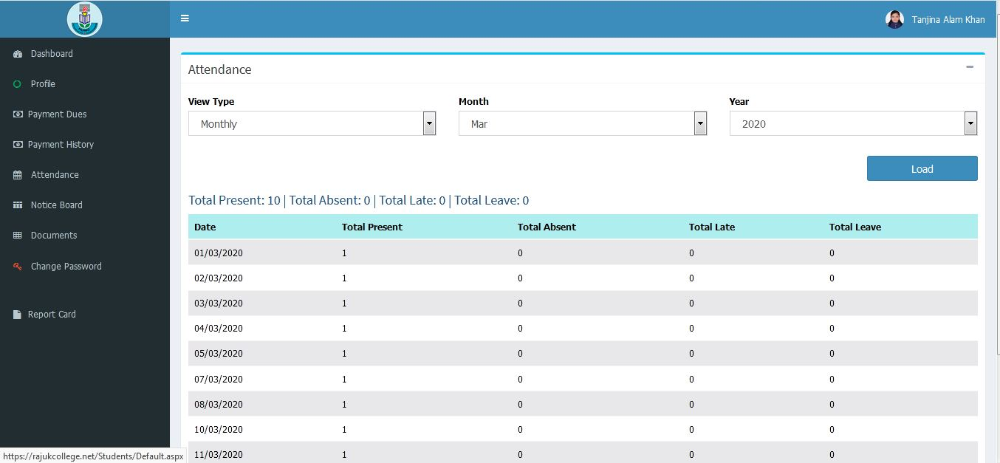 Tanjina Alam Khan
Dashboard
Profile
Payment Dues
Payment History
Attendance
Notice Board
Documents
Change Password
Report Card
Attendance
View Type Month Year
Monthly Mar 2020
Load
Total Present: 10 | Total Absent: 0 | Total Late: 0 | Total Leave: 0
Date Total Present Total Absent Total Late Total Leave
01/03/2020 1 0 0 0
02/03/2020 1 0 0 0
03/03/2020 1 0 0 0
04/03/2020 1 0 0 0
05/03/2020 1 0 0 0
07/03/2020 1 0 0 0
08/03/2020 1 0 0 0
10/03/2020 1 0 0 0
11/03/2020 1 0 0 0
https://rajukcollege.net/Students/Default.aspx